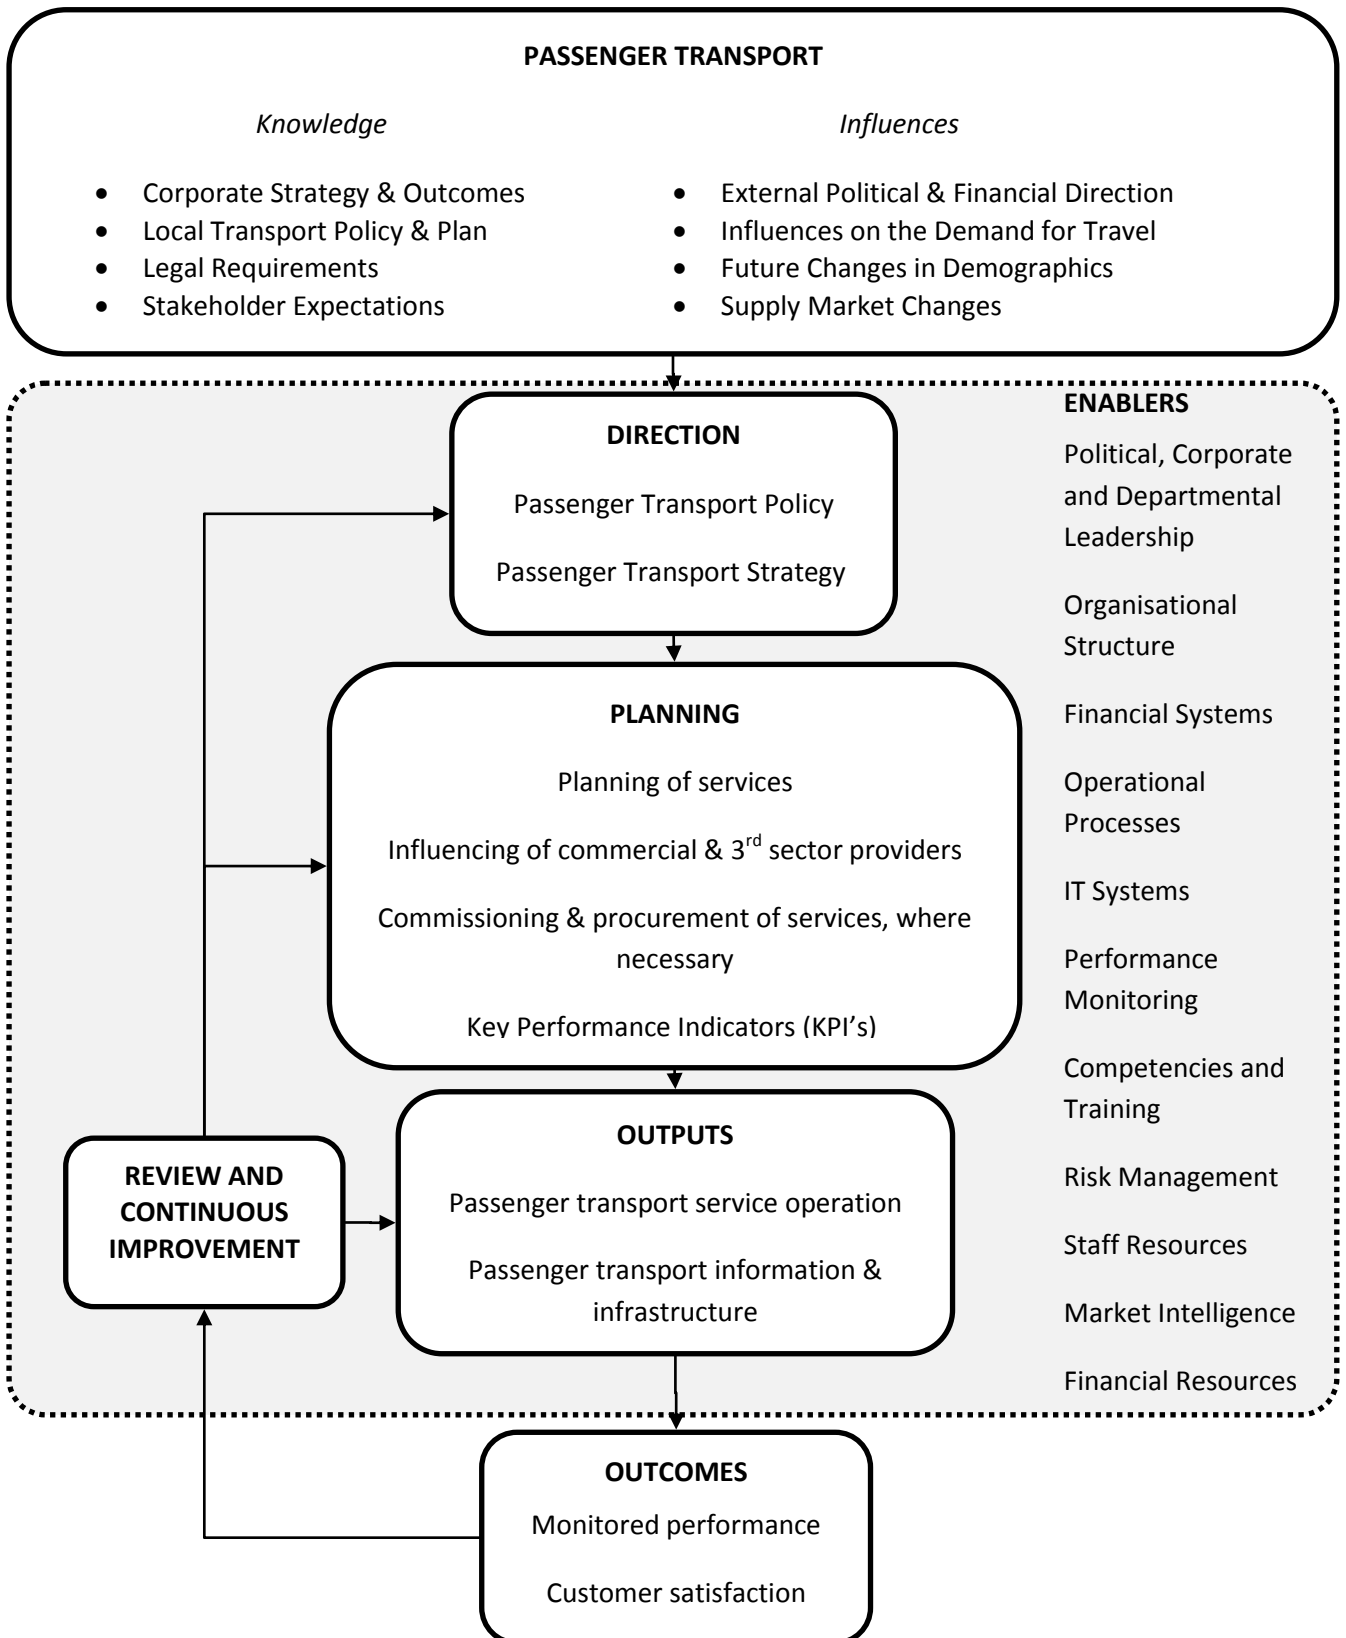 PASSENGER TRANSPORT
Knowledge
• Corporate Strategy & Outcomes
• Local Transport Policy & Plan
• Legal Requirements
• Stakeholder Expectations
Influences
• External Political & Financial Direction
• Influences on the Demand for Travel
• Future Changes in Demographics
• Supply Market Changes
DIRECTION
Passenger Transport Policy
Passenger Transport Strategy
PLANNING
Planning of services
Influencing of commercial & 3rd sector providers
Commissioning & procurement of services, where
necessary
Key Performance Indicators (KPI's)
OUTPUTS
Passenger transport service operation
Passenger transport information &
infrastructure
REVIEW AND
CONTINUOUS
IMPROVEMENT
OUTCOMES
Monitored performance
Customer satisfaction
ENABLERS
Political, Corporate
and Departmental
Leadership
Organisational
Structure
Financial Systems
Operational
Processes
IT Systems
Performance
Monitoring
Competencies and
Training
Risk Management
Staff Resources
Market Intelligence
Financial Resources